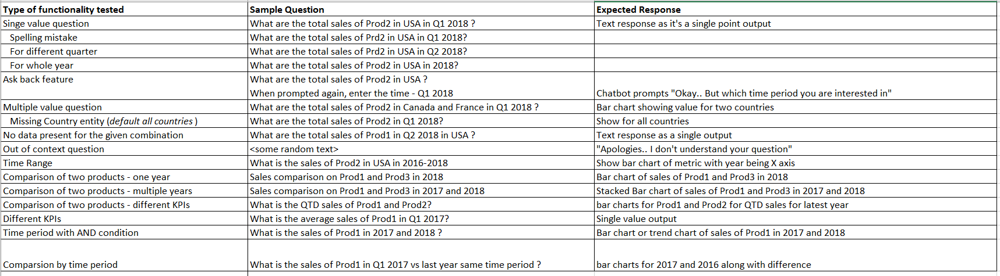 Type of functionality tested Sample Question Expected Response
Singe value question What are the total sales of Prod2 in USA in Q1 2018 ? Text response as it's a single point output
Spelling mistake What are the total sales of Prd2 in USA in Q1 2018?
For different quarter What are the total sales of Prd2 in USA in Q2 2018?
For whole year What are the total sales of Prod2 in USA in 2018?
Ask back feature What are the total sales of Prod2 in USA ?
When prompted again, enter the time - Q1 2018 Chatbot prompts "Okay.. But which time period you are interested in"
Multiple value question What are the total sales of Prod2 in Canada and France in Q1 2018 ? Bar chart showing value for two countries
Missing Country entity (default all countries ) What are the total sales of Prod2 in Q1 2018? Show for all countries
No data present for the given combination What are the total sales of Prod1 in Q2 2018 in USA ? Text response as a single output
Out of context question <some random text> "Apologies.. I don't understand your question"
Time Range What is the sales of Prod2 in USA in 2016-2018 Show bar chart of metric with year being X axis
Comparison of two products - one year Sales comparison on Prod1 and Prod3 in 2018 Bar chart of sales of Prod1 and Prod3 in 2018
Comparison of two products - multiple years Sales comparison on Prod1 and Prod3 in 2017 and 2018 Stacked Bar chart of sales of Prod1 and Prod3 in 2017 and 2018
Comparison of two products - different KPIs What is the QTD sales of Prod1 and Prod2? bar charts for Prod1 and Prod2 for QTD sales for latest year
Different KPIs What is the average sales of Prod1 in Q1 2017? Single value output
Time period with AND condition What is the sales of Prod1 in 2017 and 2018 ? Bar chart or trend chart of sales of Prod1 in 2017 and 2018
Comparsion by time period What is the sales of Prod1 in Q1 2017 vs last year same time period ? bar charts for 2017 and 2016 along with difference